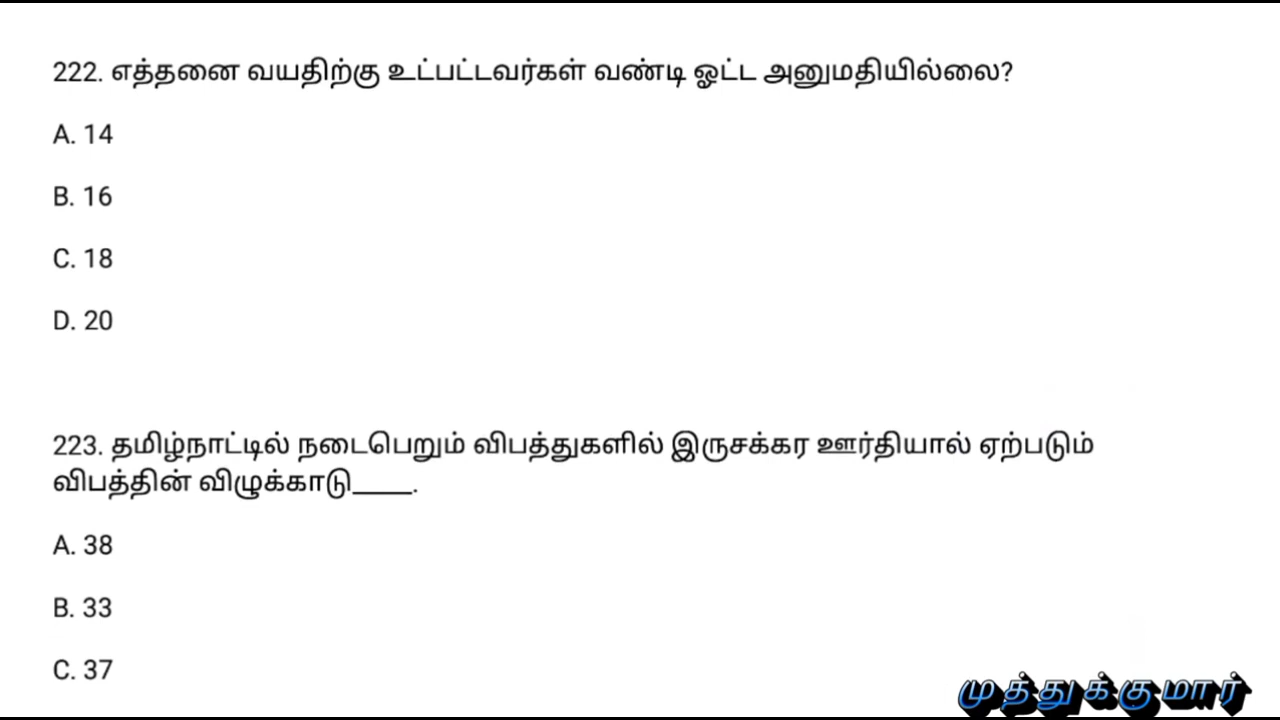 222. எத்தனை வயதிற்கு உட்பட்டவர்கள் வண்டி ஓட்ட அனுமதியில்லை?
A. 14
B. 16
C. 18
D. 20
223. தமிழ்நாட்டில் நடைபெறும் விபத்துகளில் இருசக்கர ஊர்தியால் ஏற்படும்
விபத்தின் விழுக்காடு____.
A. 38
B. 33
C. 37
முத்துக்குமார்